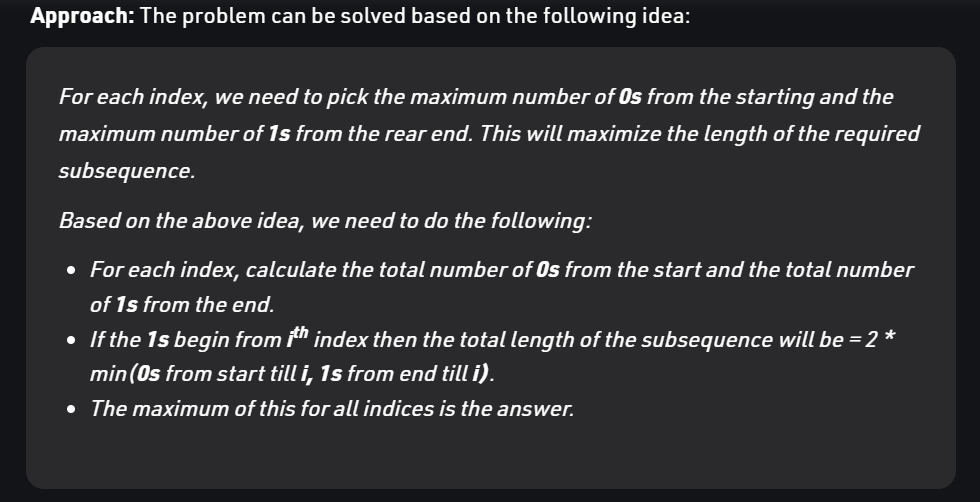 Approach: The problem can be solved based on the following idea:
For each index, we need to pick the maximum number of 0s from the starting and the
maximum number of 1s from the rear end. This will maximize the length of the required
subsequence.
Based on the above idea, we need to do the following:
• For each index, calculate the total number of 0s from the start and the total number
of 1s from the end.
• If the 1s begin from ith index then the total length of the subsequence will be = 2 *
min(0s from start till i, 1s from end till i).
• The maximum of this for all indices is the answer.